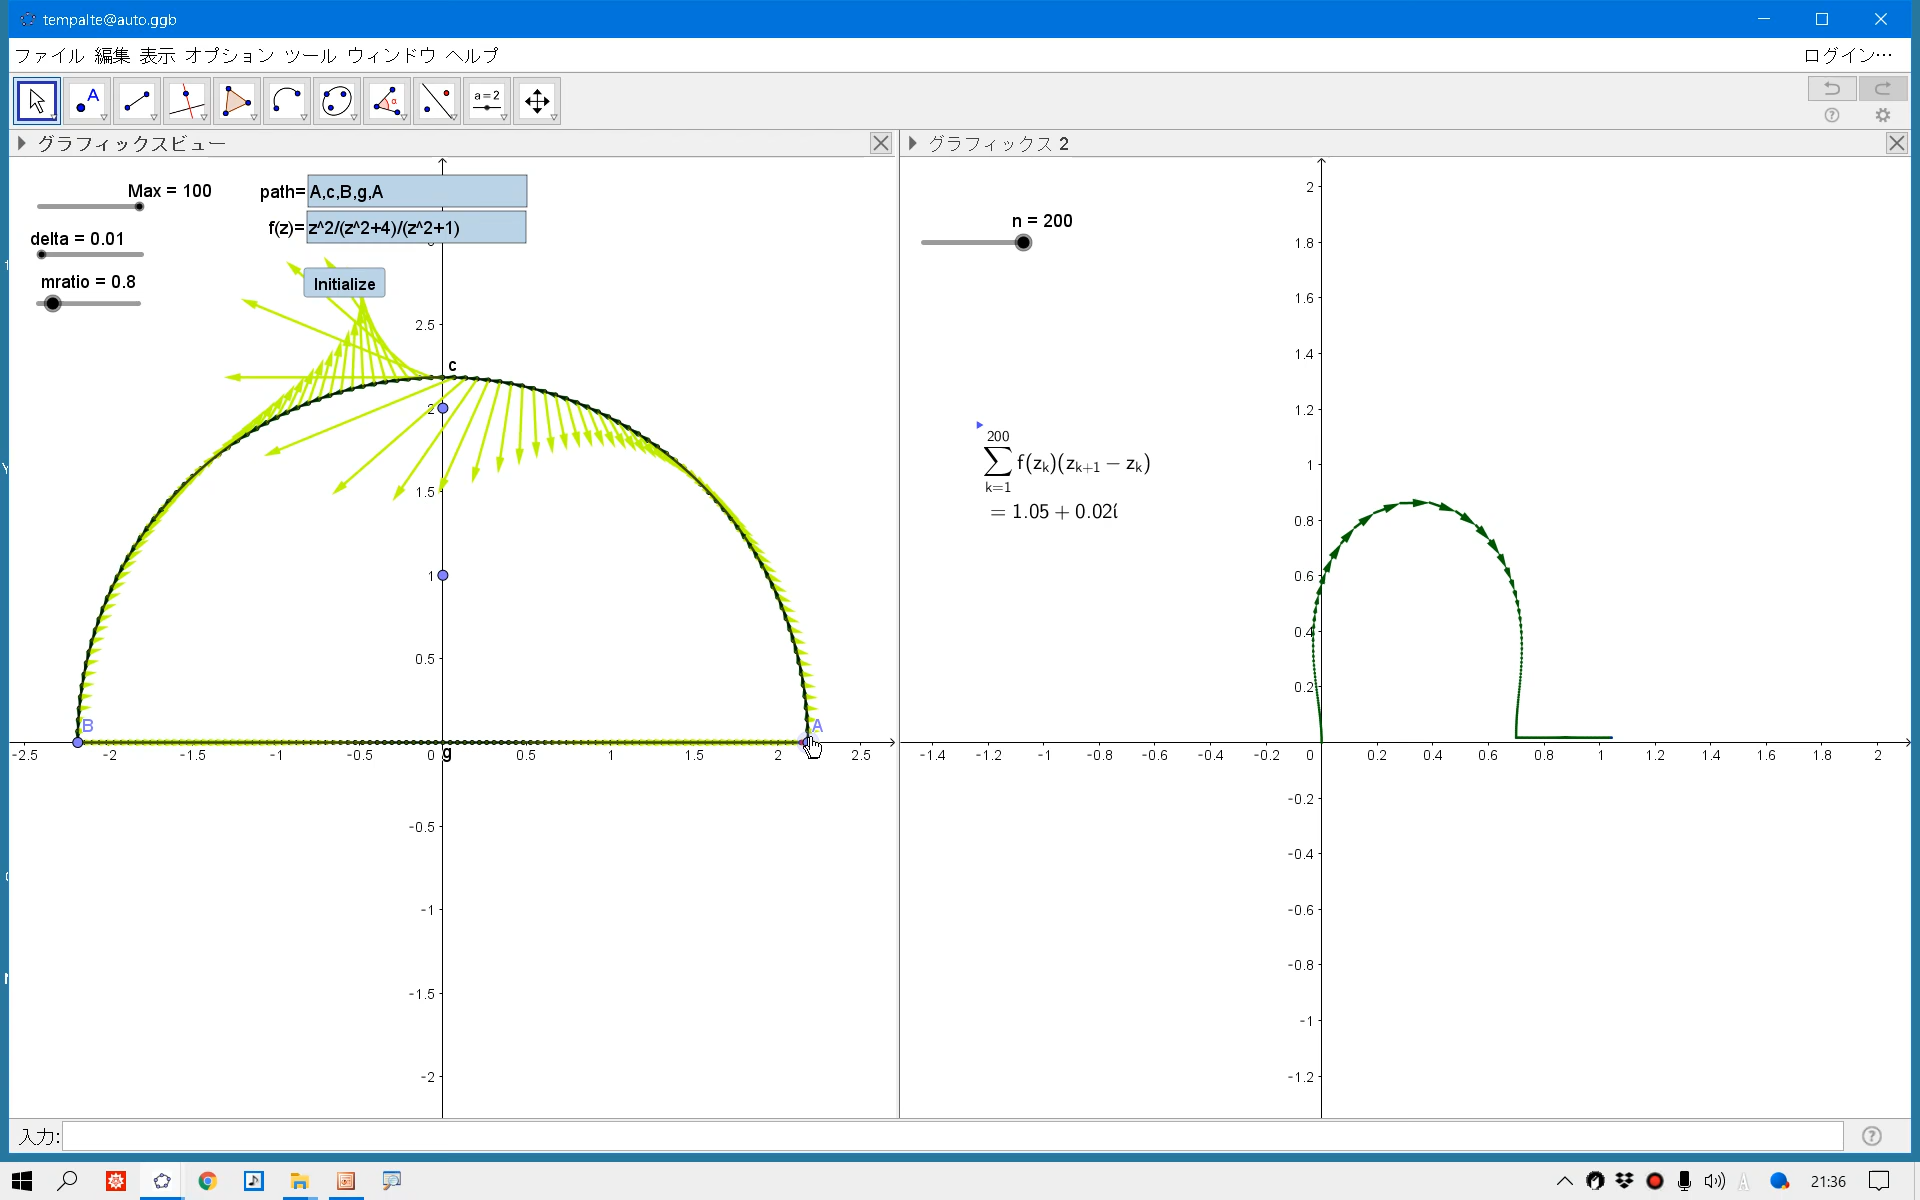 tempalte@auto.ggb
ファイル 編集 表示 オプション ツール ウィンドウ ヘルプ
ログイン…
A
α
a = 2
グラフィックスビュー
グラフィックス 2
Max = 100
path= A,c,B,g,A
delta = 0.01
f(z)= z^2/(z^2+4)/(z^2+1)
mratio = 0.8
Initialize
c
B
A
g
2.5
2
1.5
1
0.5
-2.5 -2 -1.5 -1 -0.5 0 0.5 1 1.5 2 2.5
-0.5
-1
-1.5
-2
n = 200
200
∑ f(zk)(zk+1 − zk)
k=1
= 1.05 + 0.02í
2
1.8
1.6
1.4
1.2
1
0.8
0.6
0.4
0.2
-1.4 -1.2 -1 -0.8 -0.6 -0.4 -0.2 0 0.2 0.4 0.6 0.8 1 1.2 1.4 1.6 1.8 2
-0.2
-0.4
-0.6
-0.8
-1
-1.2
入力:
A
21:36